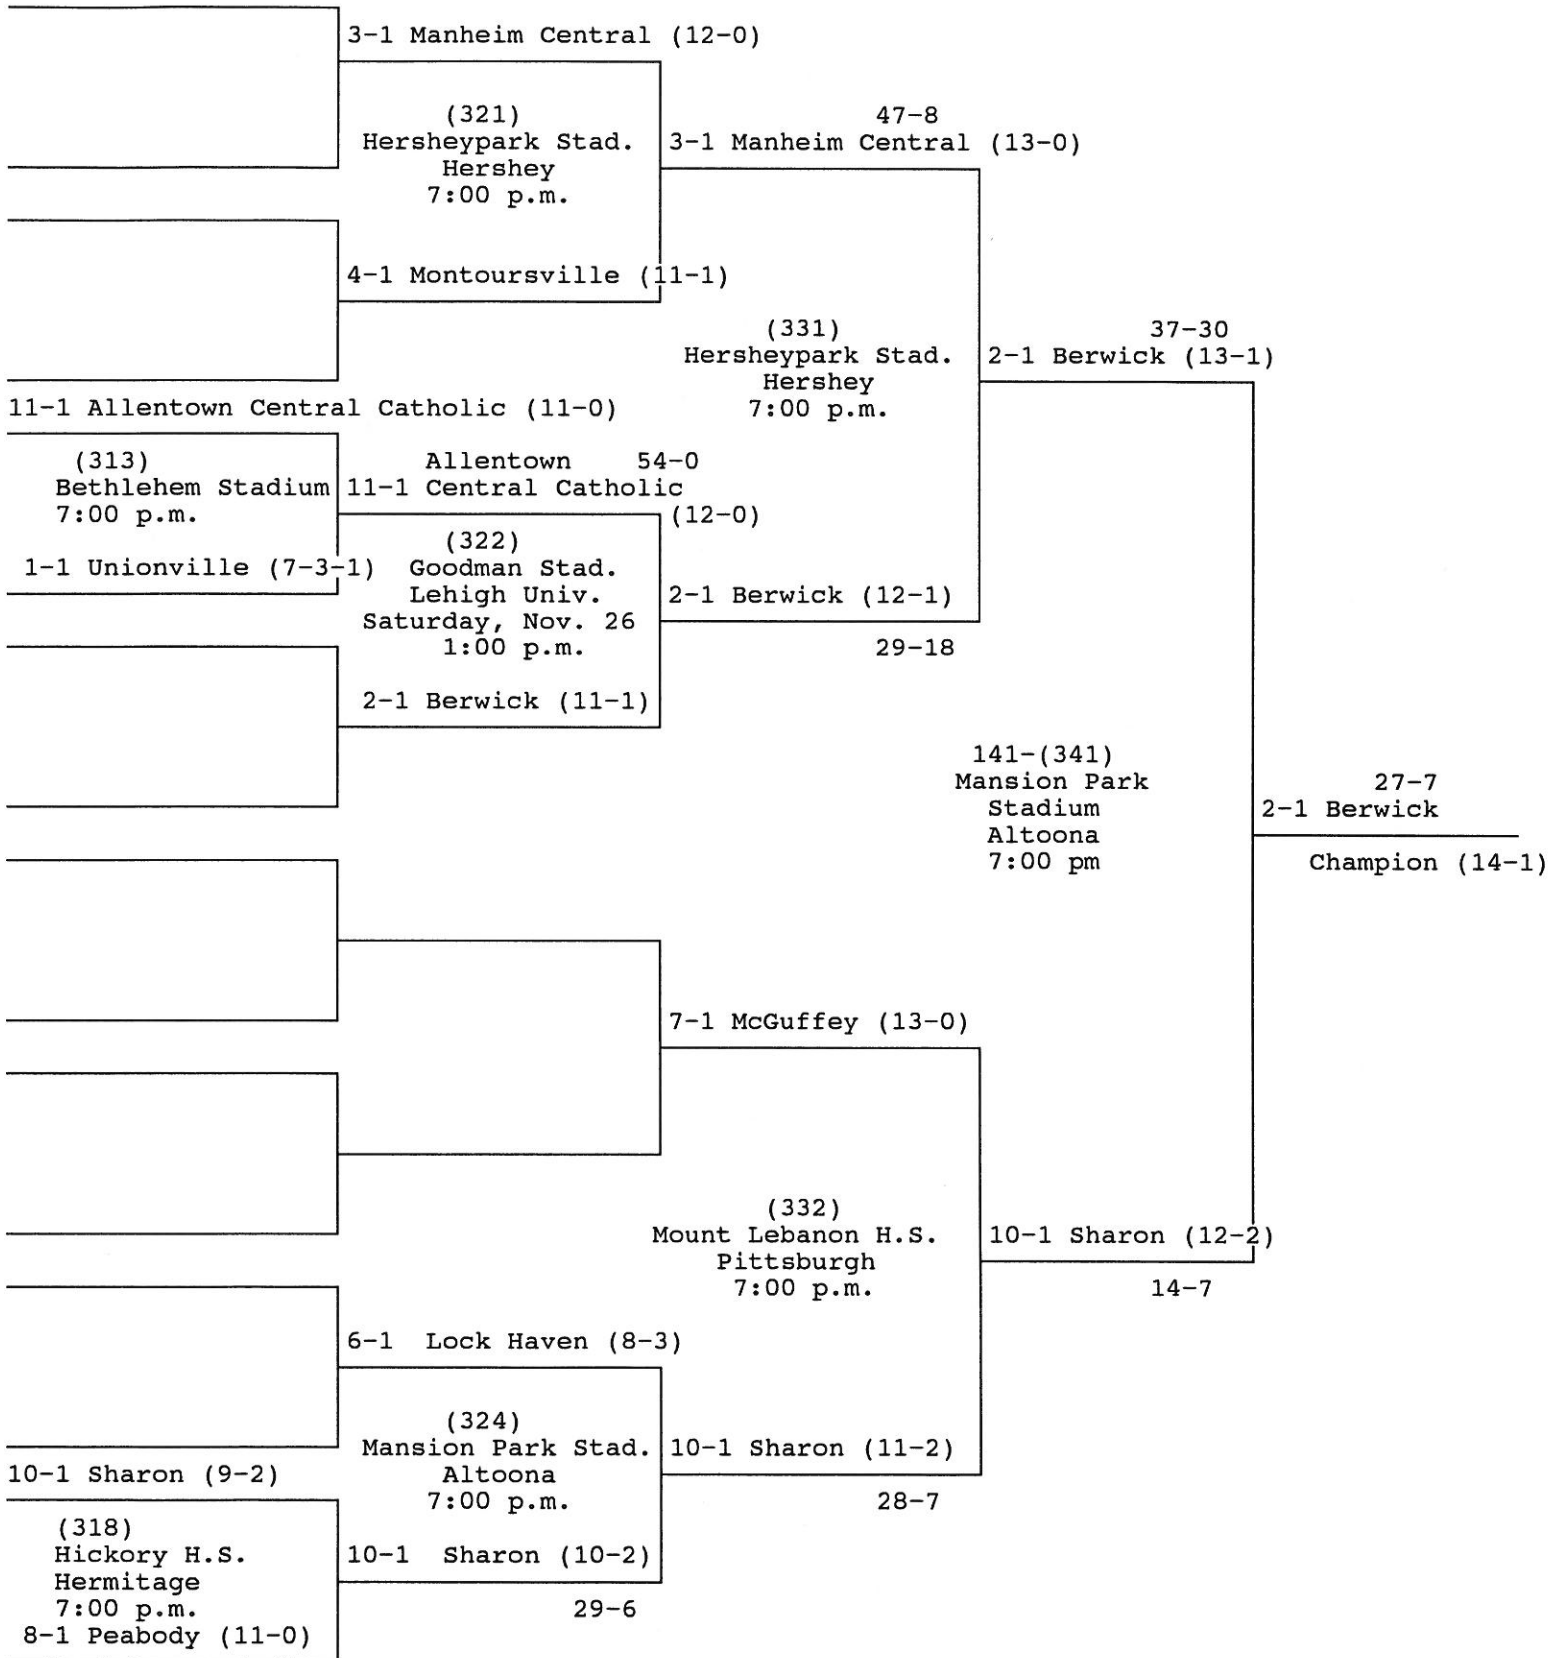 3-1 Manheim Central (12-0)
(321)
Hersheypark Stad.
Hershey
7:00 p.m.
47-8
3-1 Manheim Central (13-0)
4-1 Montoursville (11-1)
(331)
Hersheypark Stad.
Hershey
7:00 p.m.
37-30
2-1 Berwick (13-1)
11-1 Allentown Central Catholic (11-0)
(313)
Bethlehem Stadium
7:00 p.m.
Allentown 54-0
11-1 Central Catholic
(12-0)
1-1 Unionville (7-3-1)
(322)
Goodman Stad.
Lehigh Univ.
Saturday, Nov. 26
1:00 p.m.
2-1 Berwick (12-1)
29-18
2-1 Berwick (11-1)
141-(341)
Mansion Park
Stadium
Altoona
7:00 pm
27-7
2-1 Berwick
Champion (14-1)
7-1 McGuffey (13-0)
(332)
Mount Lebanon H.S.
Pittsburgh
7:00 p.m.
10-1 Sharon (12-2)
14-7
6-1 Lock Haven (8-3)
(324)
Mansion Park Stad.
Altoona
7:00 p.m.
10-1 Sharon (11-2)
28-7
10-1 Sharon (9-2)
(318)
Hickory H.S.
Hermitage
7:00 p.m.
8-1 Peabody (11-0)
10-1 Sharon (10-2)
29-6